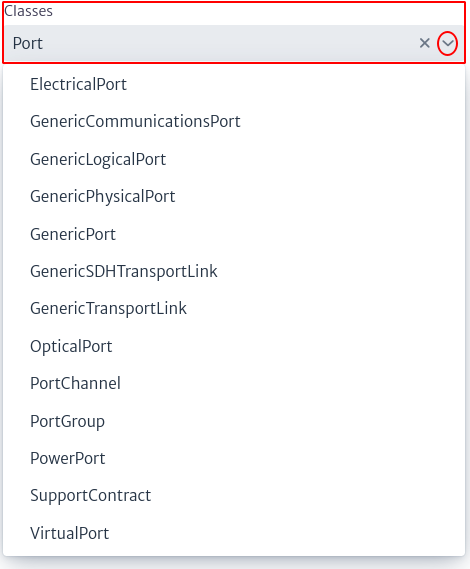 Classes
Port
ElectricalPort
GenericCommunicationsPort
GenericLogicalPort
GenericPhysicalPort
GenericPort
GenericSDHTransportLink
GenericTransportLink
OpticalPort
PortChannel
PortGroup
PowerPort
SupportContract
VirtualPort